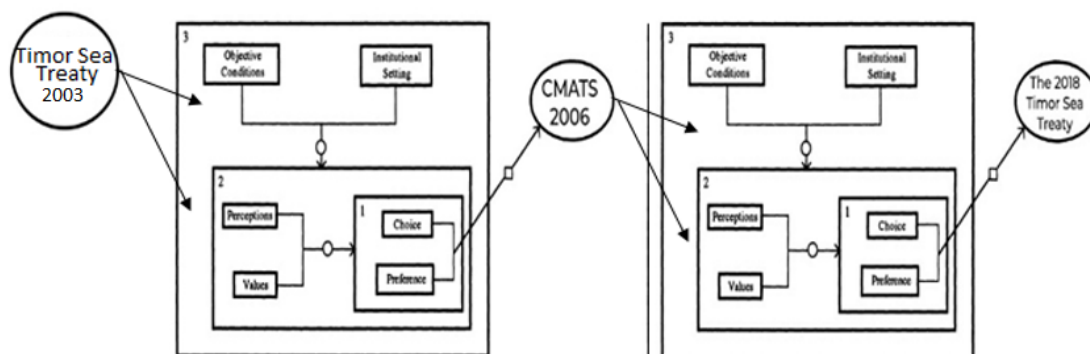 Timor Sea
Treaty
2003
3
Objective
Conditions
Institutional
Setting
2
Perceptions
Values
1
Choice
Preference
CMATS
2006
3
Objective
Conditions
Institutional
Setting
2
Perceptions
Values
1
Choice
Preference
The 2018
Timor Sea
Treaty